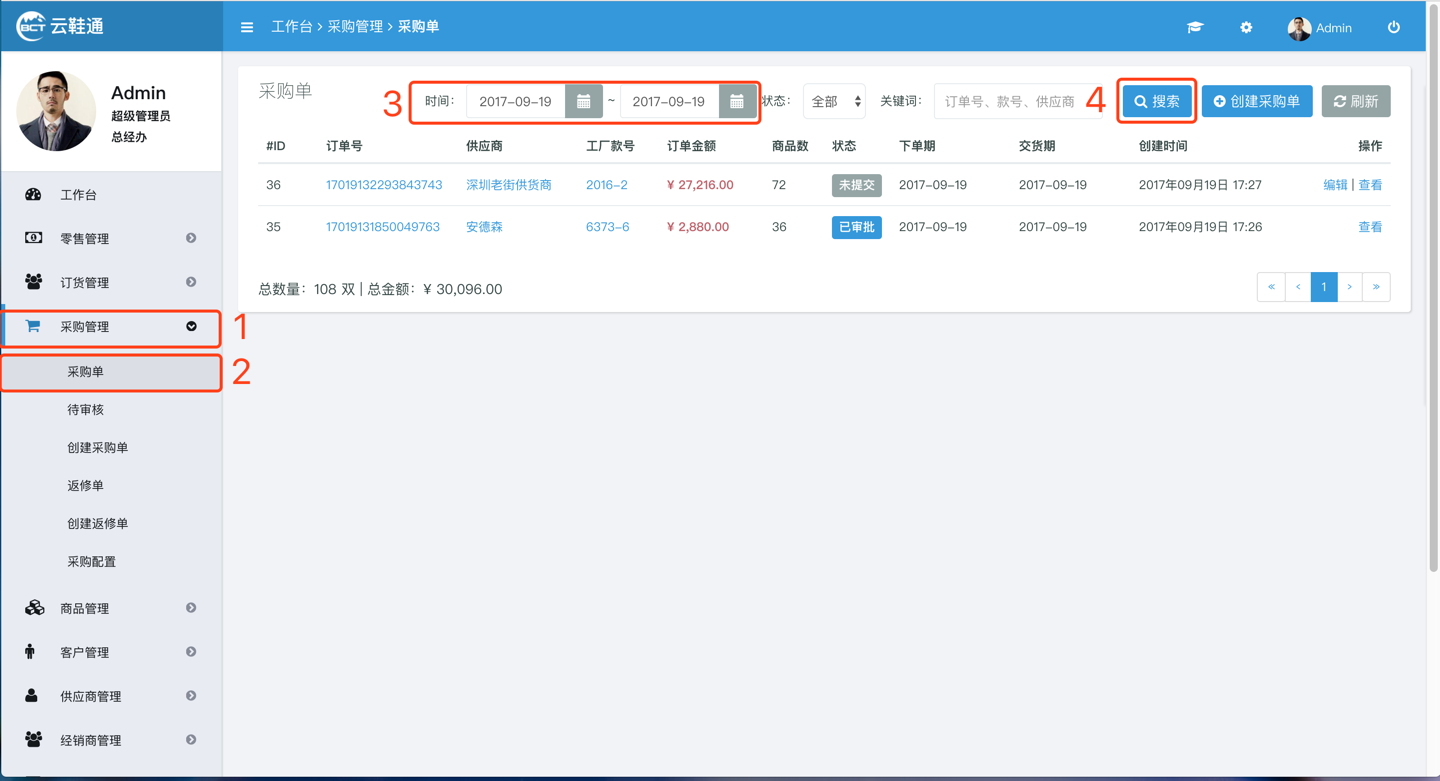 BCT 云鞋通
工作台 > 采购管理 > 采购单
Admin
Admin
超级管理员
总经办
工作台
零售管理
订货管理
采购管理
1
采购单
2
待审核
创建采购单
返修单
创建返修单
采购配置
商品管理
客户管理
供应商管理
经销商管理
采购单
3
时间： 2017-09-19 ~ 2017-09-19 状态： 全部 关键词： 订单号、款号、供应商
4
搜索 创建采购单 刷新
#ID 订单号 供应商 工厂款号 订单金额 商品数 状态 下单期 交货期 创建时间 操作
36 17019132293843743 深圳老街供货商 2016-2 ¥ 27,216.00 72 未提交 2017-09-19 2017-09-19 2017年09月19日 17:27 编辑 | 查看
35 17019131850049763 安德森 6373-6 ¥ 2,880.00 36 已审批 2017-09-19 2017-09-19 2017年09月19日 17:26 查看
总数量：108 双 | 总金额：¥ 30,096.00
« ‹ 1 › »